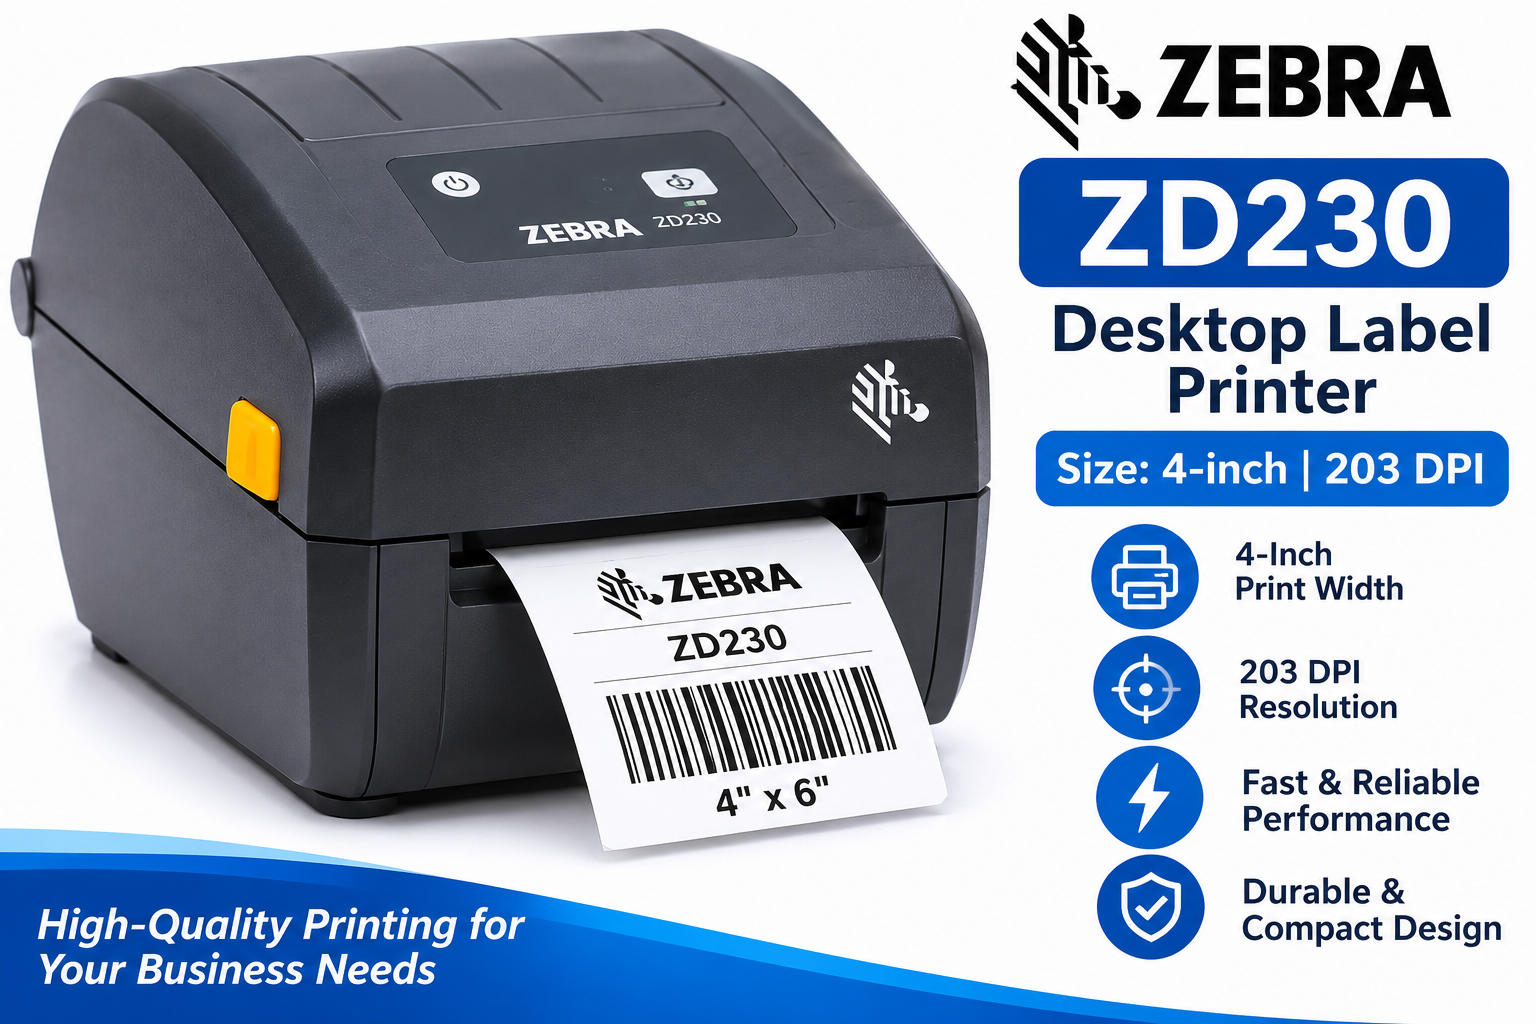 ZEBRA
ZD230
Desktop Label
Printer
Size: 4-inch | 203 DPI
4-Inch
Print Width
203 DPI
Resolution
Fast & Reliable
Performance
Durable &
Compact Design
ZEBRA ZD230
ZEBRA
ZD230
4" x 6"
High-Quality Printing for
Your Business Needs